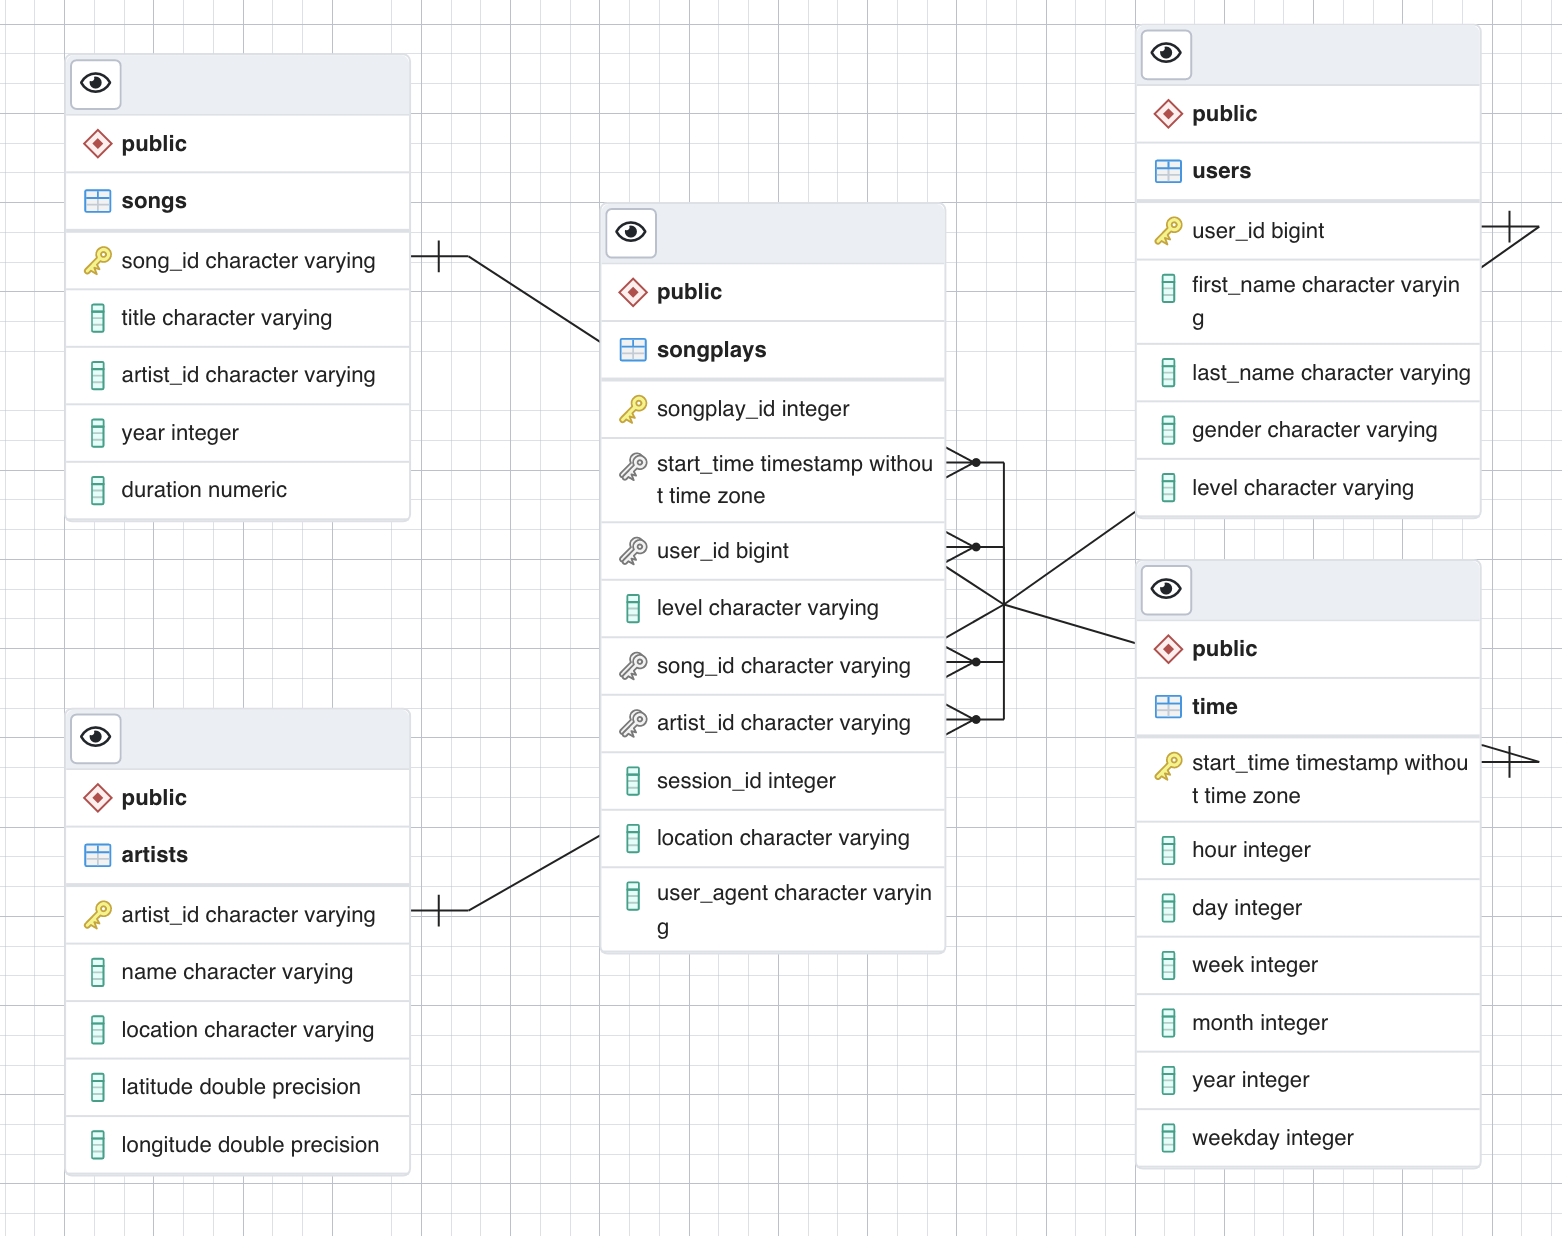 public
songs
song_id character varying
title character varying
artist_id character varying
year integer
duration numeric
public
artists
artist_id character varying
name character varying
location character varying
latitude double precision
longitude double precision
public
songplays
songplay_id integer
start_time timestamp withou
t time zone
user_id bigint
level character varying
song_id character varying
artist_id character varying
session_id integer
location character varying
user_agent character varyin
g
public
users
user_id bigint
first_name character varyin
g
last_name character varying
gender character varying
level character varying
public
time
start_time timestamp withou
t time zone
hour integer
day integer
week integer
month integer
year integer
weekday integer